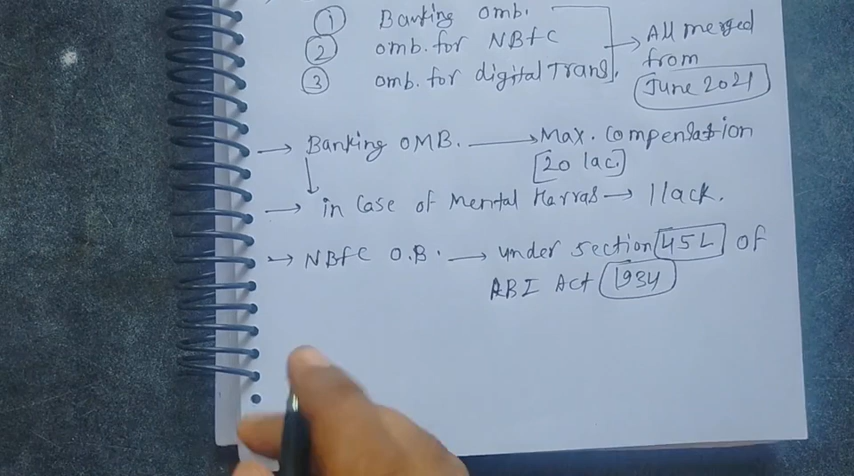 ① Banking omb.
② omb. for NBFC
③ omb. for digital Trans.
All merged
from
June 2021
→ Banking OMB. → Max. Compensation
[20 lac]
→ in case of Mental Harras → 1 lack.
→ NBFC O.B. → under section 45L of
RBI Act 1934